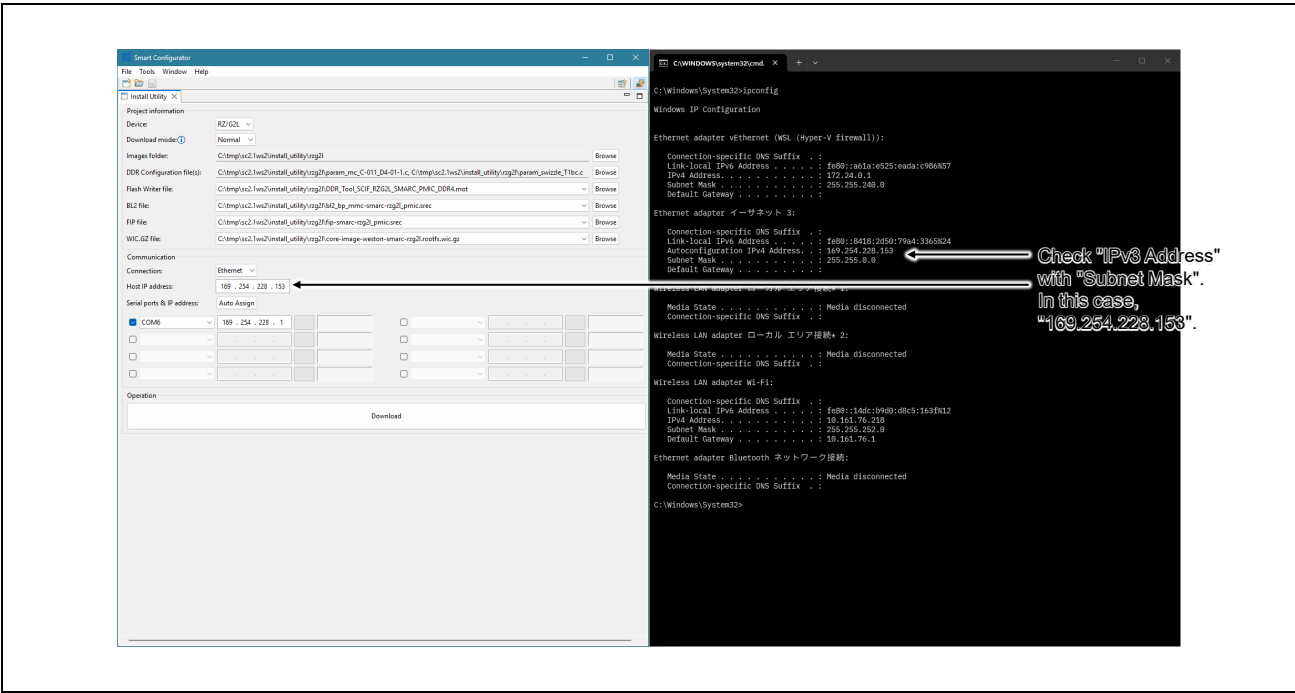 Smart Configurator
File Tools Window Help
Install Utility
Project information
Device: RZ/G2L
Download mode: Normal
Images folder: C:\tmp\sc2.1ws2\install_utility\rzg2l Browse
DDR Configuration file(s): C:\tmp\sc2.1ws2\install_utility\rzg2l\param_mc_C-011_D4-01-1.c, C:\tmp\sc2.1ws2\install_utility\rzg2l\param_swizzle_T1bc.c Browse
Flash Writer file: C:\tmp\sc2.1ws2\install_utility\rzg2l\DDR_Tool_SCIF_RZG2L_SMARC_PMIC_DDR4.mot Browse
BL2 file: C:\tmp\sc2.1ws2\install_utility\rzg2l\bl2_bp_mmc-smarc-rzg2l_pmic.srec Browse
FIP file: C:\tmp\sc2.1ws2\install_utility\rzg2l\fip-smarc-rzg2l_pmic.srec Browse
WIC.GZ file: C:\tmp\sc2.1ws2\install_utility\rzg2l\core-image-weston-smarc-rzg2l.rootfs.wic.gz Browse
Communication
Connection: Ethernet
Host IP address: 169 . 254 . 228 . 153
Serial ports & IP address: Auto Assign
COM6 169 . 254 . 228 . 1
Operation
Download
C:\WINDOWS\system32\cmd.
C:\Windows\System32>ipconfig
Windows IP Configuration
Ethernet adapter vEthernet (WSL (Hyper-V firewall)):
Connection-specific DNS Suffix . :
Link-local IPv6 Address . . . . . : fe80::a61a:e525:eada:c986%57
IPv4 Address. . . . . . . . . . . : 172.24.0.1
Subnet Mask . . . . . . . . . . . : 255.255.240.0
Default Gateway . . . . . . . . . :
Ethernet adapter イーサネット 3:
Connection-specific DNS Suffix . :
Link-local IPv6 Address . . . . . : fe80::8418:2d50:79a4:3365%24
Autoconfiguration IPv4 Address. . : 169.254.228.153
Subnet Mask . . . . . . . . . . . : 255.255.0.0
Default Gateway . . . . . . . . . :
Wireless LAN adapter ローカル エリア接続* 1:
Media State . . . . . . . . . . . : Media disconnected
Connection-specific DNS Suffix . :
Wireless LAN adapter ローカル エリア接続* 2:
Media State . . . . . . . . . . . : Media disconnected
Connection-specific DNS Suffix . :
Wireless LAN adapter Wi-Fi:
Connection-specific DNS Suffix . :
Link-local IPv6 Address . . . . . : fe80::14dc:b9d0:d8c5:163f%12
IPv4 Address. . . . . . . . . . . : 10.161.76.218
Subnet Mask . . . . . . . . . . . : 255.255.252.0
Default Gateway . . . . . . . . . : 10.161.76.1
Ethernet adapter Bluetooth ネットワーク接続:
Media State . . . . . . . . . . . : Media disconnected
Connection-specific DNS Suffix . :
C:\Windows\System32>
Check "IPv3 Address"
with "Subnet Mask".
In this case,
"169.254.228.153".